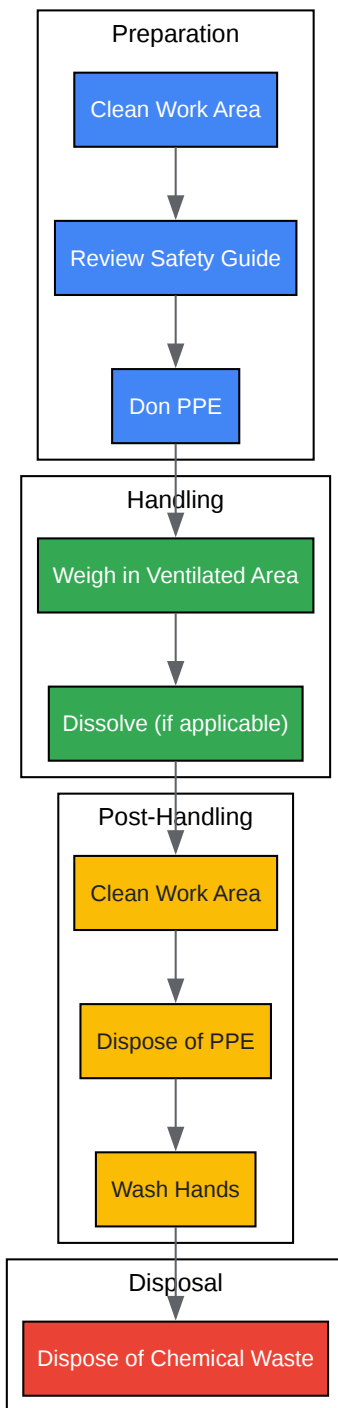 Preparation
Clean Work Area
Review Safety Guide
Don PPE
Handling
Weigh in Ventilated Area
Dissolve (if applicable)
Post-Handling
Clean Work Area
Dispose of PPE
Wash Hands
Disposal
Dispose of Chemical Waste